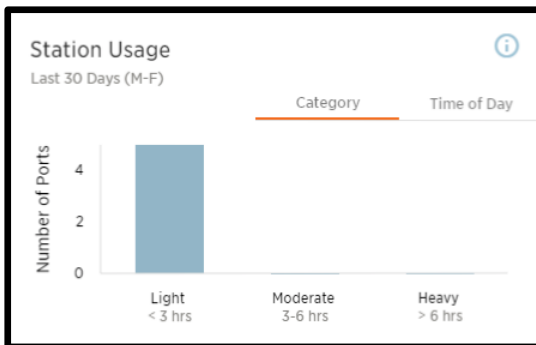 Station Usage
i
Last 30 Days (M-F)
Category
Time of Day
Number of Ports
4
2
0
Light
Moderate
Heavy
< 3 hrs
3-6 hrs
> 6 hrs